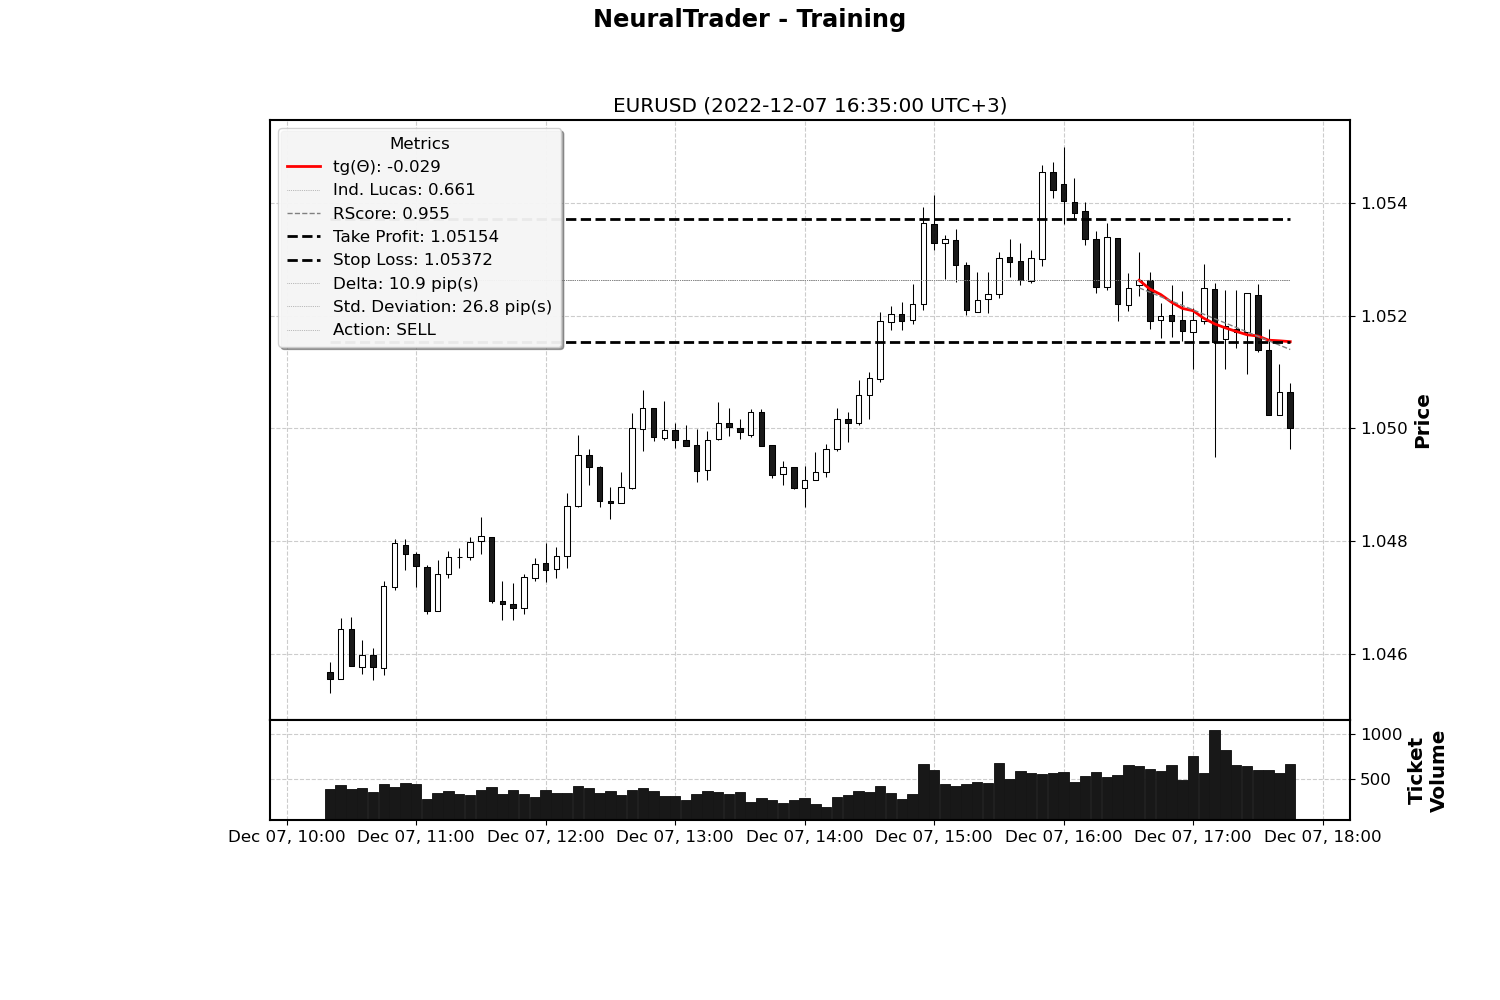 NeuralTrader - Training
EURUSD (2022-12-07 16:35:00 UTC+3)
Metrics
tg(Θ): -0.029
Ind. Lucas: 0.661
RScore: 0.955
Take Profit: 1.05154
Stop Loss: 1.05372
Delta: 10.9 pip(s)
Std. Deviation: 26.8 pip(s)
Action: SELL
1.054
1.052
1.050
1.048
1.046
Price
1000
500
Ticket
Volume
Dec 07, 10:00 Dec 07, 11:00 Dec 07, 12:00 Dec 07, 13:00 Dec 07, 14:00 Dec 07, 15:00 Dec 07, 16:00 Dec 07, 17:00 Dec 07, 18:00